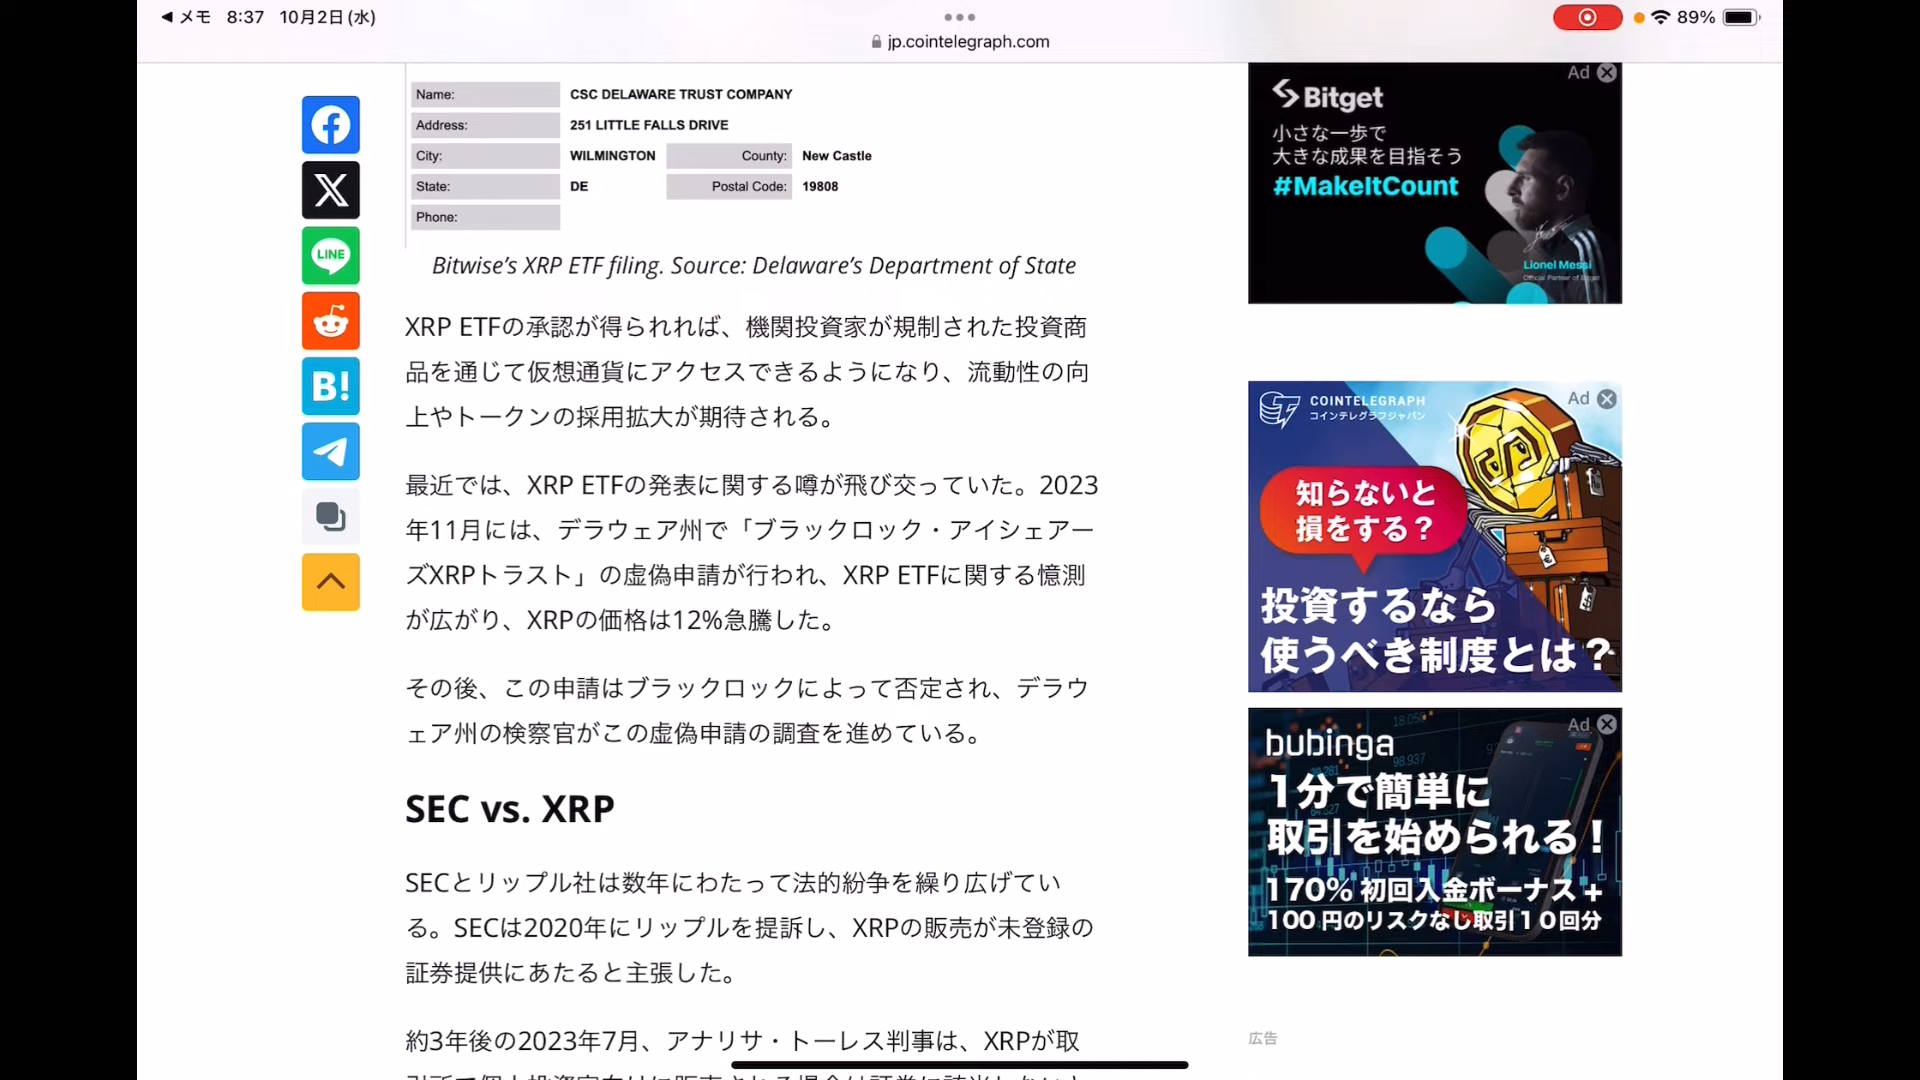 メモ 8:37 10月2日(水)
89%
jp.cointelegraph.com
Name: CSC DELAWARE TRUST COMPANY
Address: 251 LITTLE FALLS DRIVE
City: WILMINGTON County: New Castle
State: DE Postal Code: 19808
Phone:
Bitwise's XRP ETF filing. Source: Delaware's Department of State
XRP ETFの承認が得られれば、機関投資家が規制された投資商
品を通じて仮想通貨にアクセスできるようになり、流動性の向
上やトークンの採用拡大が期待される。
最近では、XRP ETFの発表に関する噂が飛び交っていた。2023
年11月には、デラウェア州で「ブラックロック・アイシェアー
ズXRPトラスト」の虚偽申請が行われ、XRP ETFに関する憶測
が広がり、XRPの価格は12%急騰した。
その後、この申請はブラックロックによって否定され、デラウ
ェア州の検察官がこの虚偽申請の調査を進めている。
SEC vs. XRP
SECとリップル社は数年にわたって法的紛争を繰り広げてい
る。SECは2020年にリップルを提訴し、XRPの販売が未登録の
証券提供にあたると主張した。
約3年後の2023年7月、アナリサ・トーレス判事は、XRPが取
LINE
B!
Ad
Bitget
小さな一歩で
大きな成果を目指そう
#MakeItCount
Lionel Messi
Official Partner of Bitget
Ad
COINTELEGRAPH
コインテレグラフジャパン
知らないと
損をする？
投資するなら
使うべき制度とは？
Ad
bubinga
1分で簡単に
取引を始められる！
170% 初回入金ボーナス +
100円のリスクなし取引10回分
広告